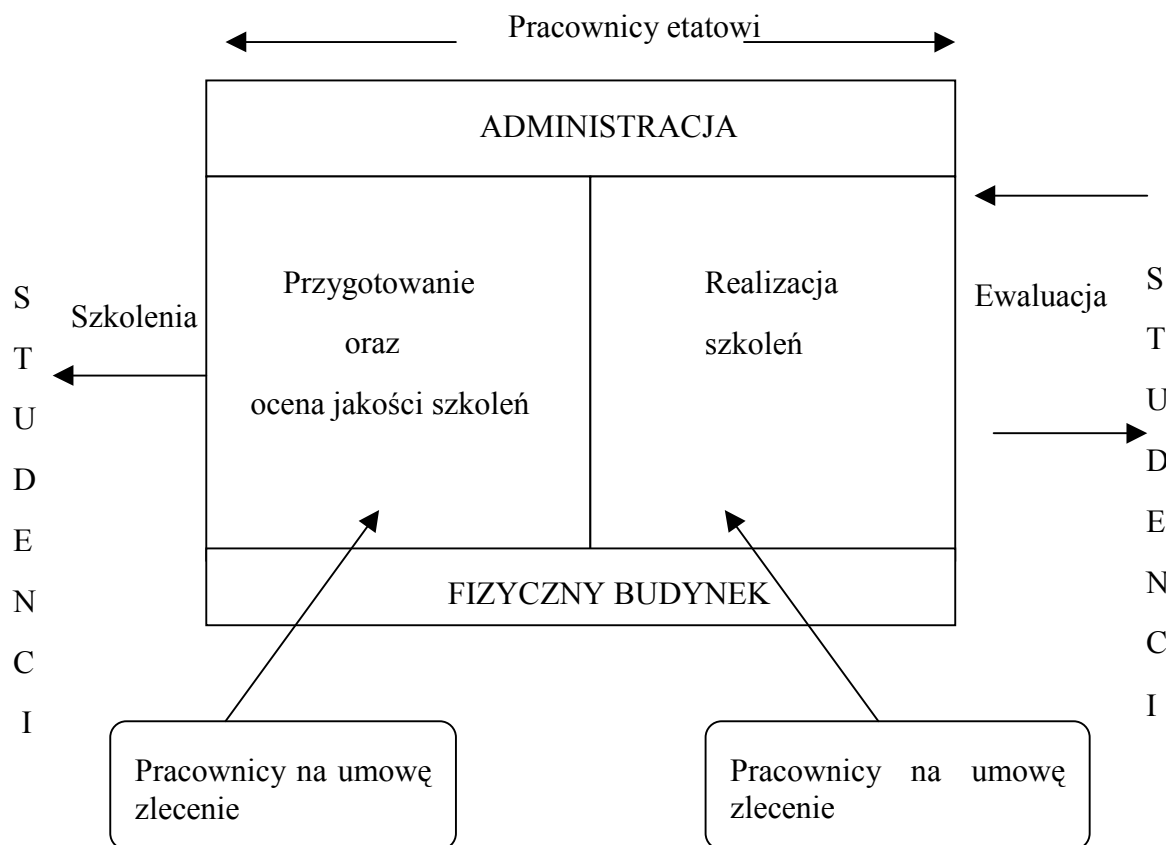 Pracownicy etatowi
ADMINISTRACJA
Przygotowanie
oraz
ocena jakości szkoleń
Realizacja
szkoleń
Szkolenia
Ewaluacja
S
T
U
D
E
N
C
I
S
T
U
D
E
N
C
I
FIZYCZNY BUDYNEK
Pracownicy na umowę
zlecenie
Pracownicy na umowę
zlecenie